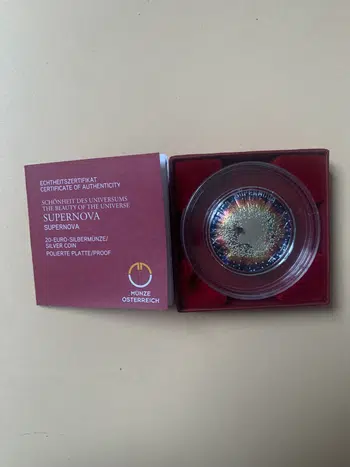 ECHTHEITSZERTIFIKAT
CERTIFICATE OF AUTHENTICITY
SCHÖNHEIT DES UNIVERSUMS
THE BEAUTY OF THE UNIVERSE
SUPERNOVA
SUPERNOVA
20-EURO-SILBERMÜNZE/
SILVER COIN
POLIERTE PLATTE/PROOF
MÜNZE
ÖSTERREICH